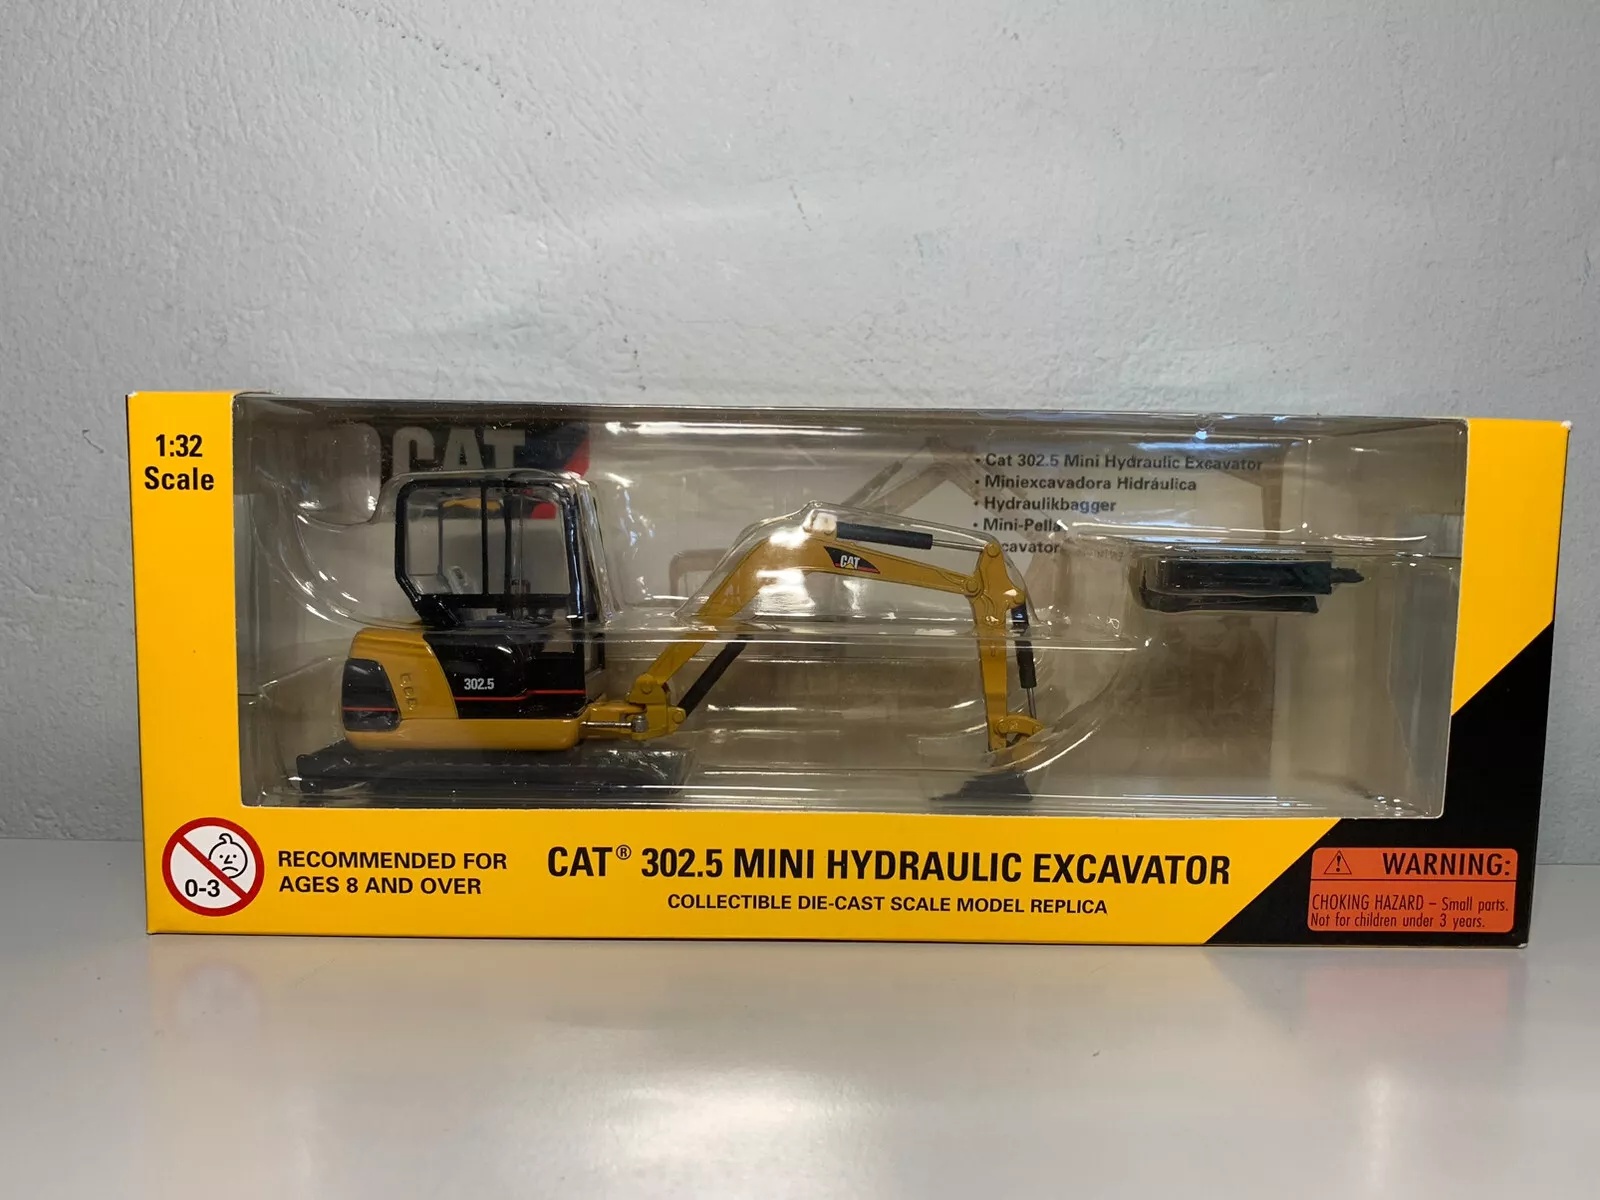 1:32
Scale
CAT
• Cat 302.5 Mini Hydraulic Excavator
• Miniexcavadora Hidráulica
• Hydraulikbagger
• Mini-Pelle
CAT
302.5
0-3
RECOMMENDED FOR
AGES 8 AND OVER
CAT® 302.5 MINI HYDRAULIC EXCAVATOR
COLLECTIBLE DIE-CAST SCALE MODEL REPLICA
WARNING:
CHOKING HAZARD – Small parts.
Not for children under 3 years.